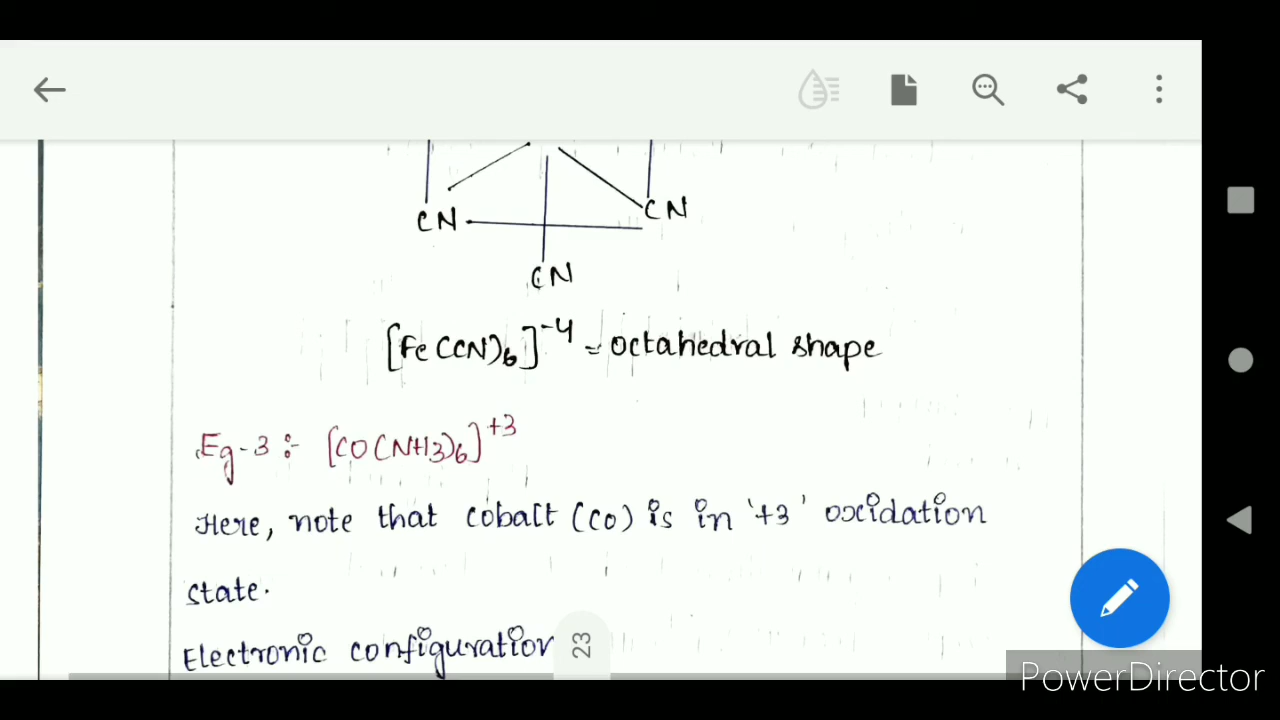 CN
CN
CN
[Fe(CN)6]-4 = octahedral shape
Eg-3 :- [CO(NH3)6]+3
Here, note that cobalt (CO) is in '+3' oxidation
state.
Electronic configuration
23
PowerDirector